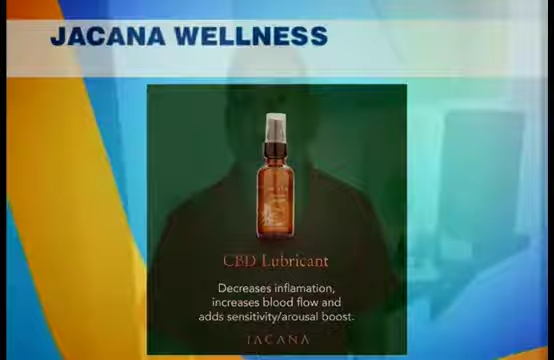 JACANA WELLNESS
CBD Lubricant
Decreases inflamation,
increases blood flow and
adds sensitivity/arousal boost.
JACANA